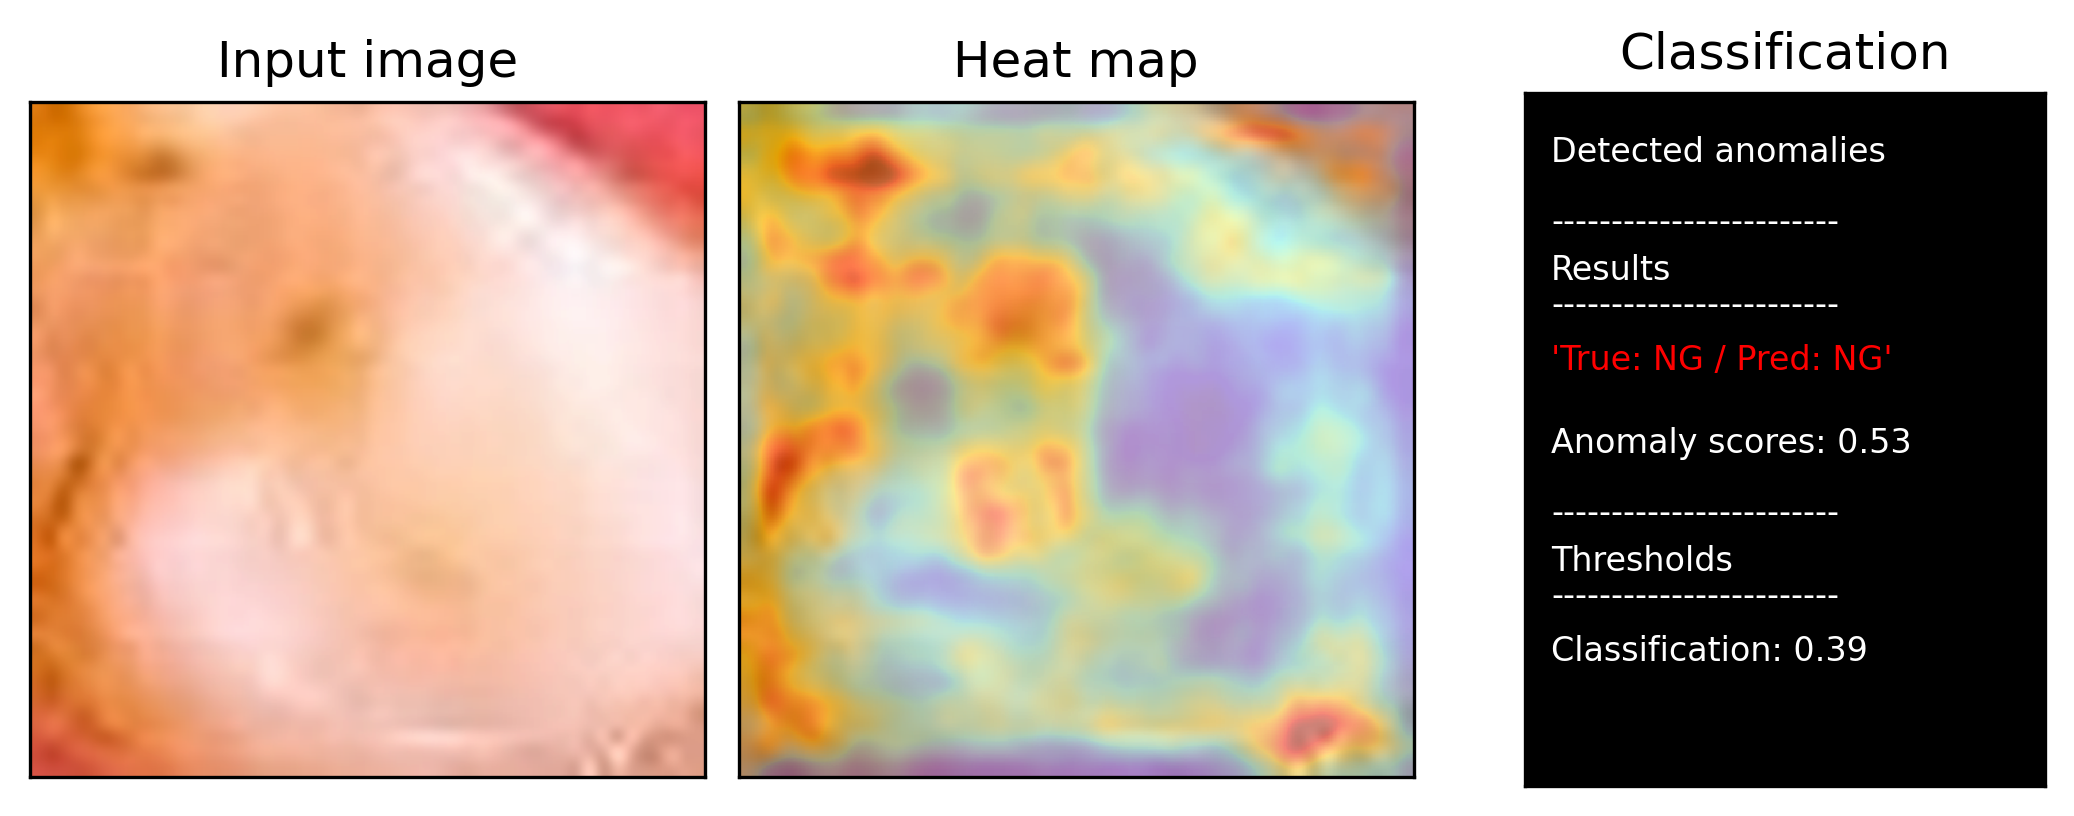 Input image
Heat map
Classification
Detected anomalies
------------------------
Results
------------------------
'True: NG / Pred: NG'
Anomaly scores: 0.53
------------------------
Thresholds
------------------------
Classification: 0.39